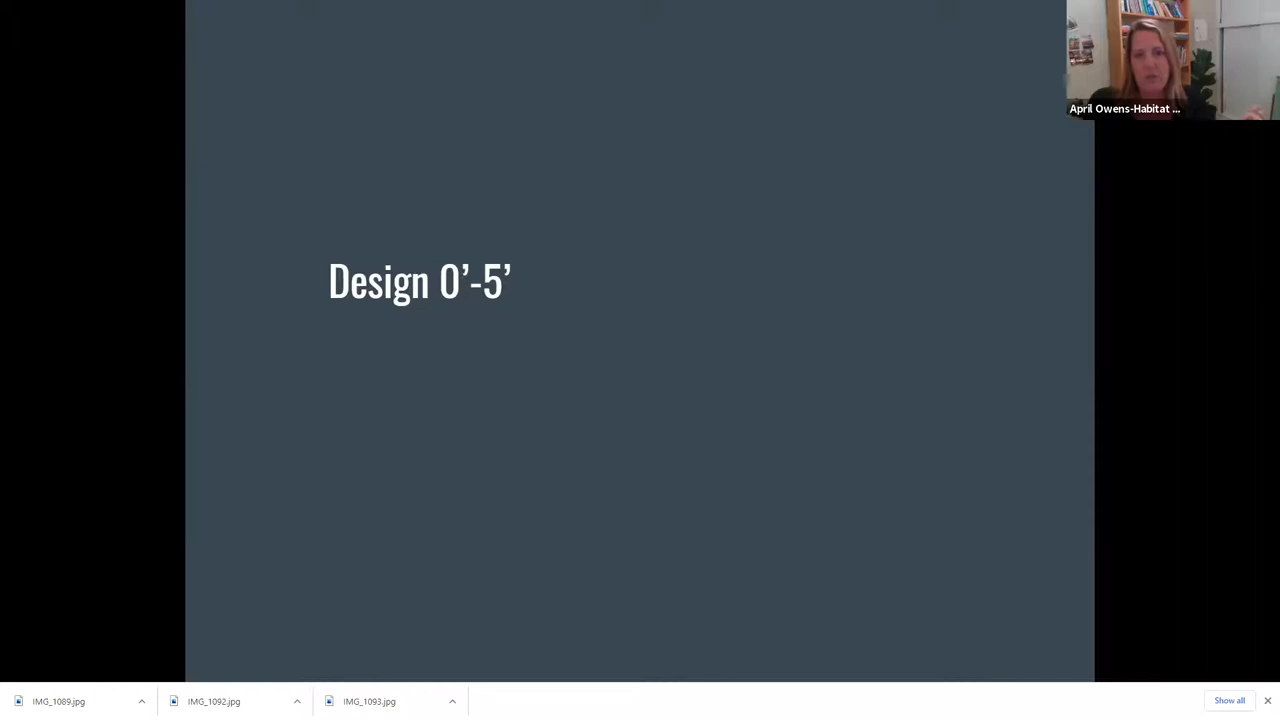 April Owens-Habitat ...
Design 0’-5’
IMG_1089.jpg
IMG_1092.jpg
IMG_1093.jpg
Show all